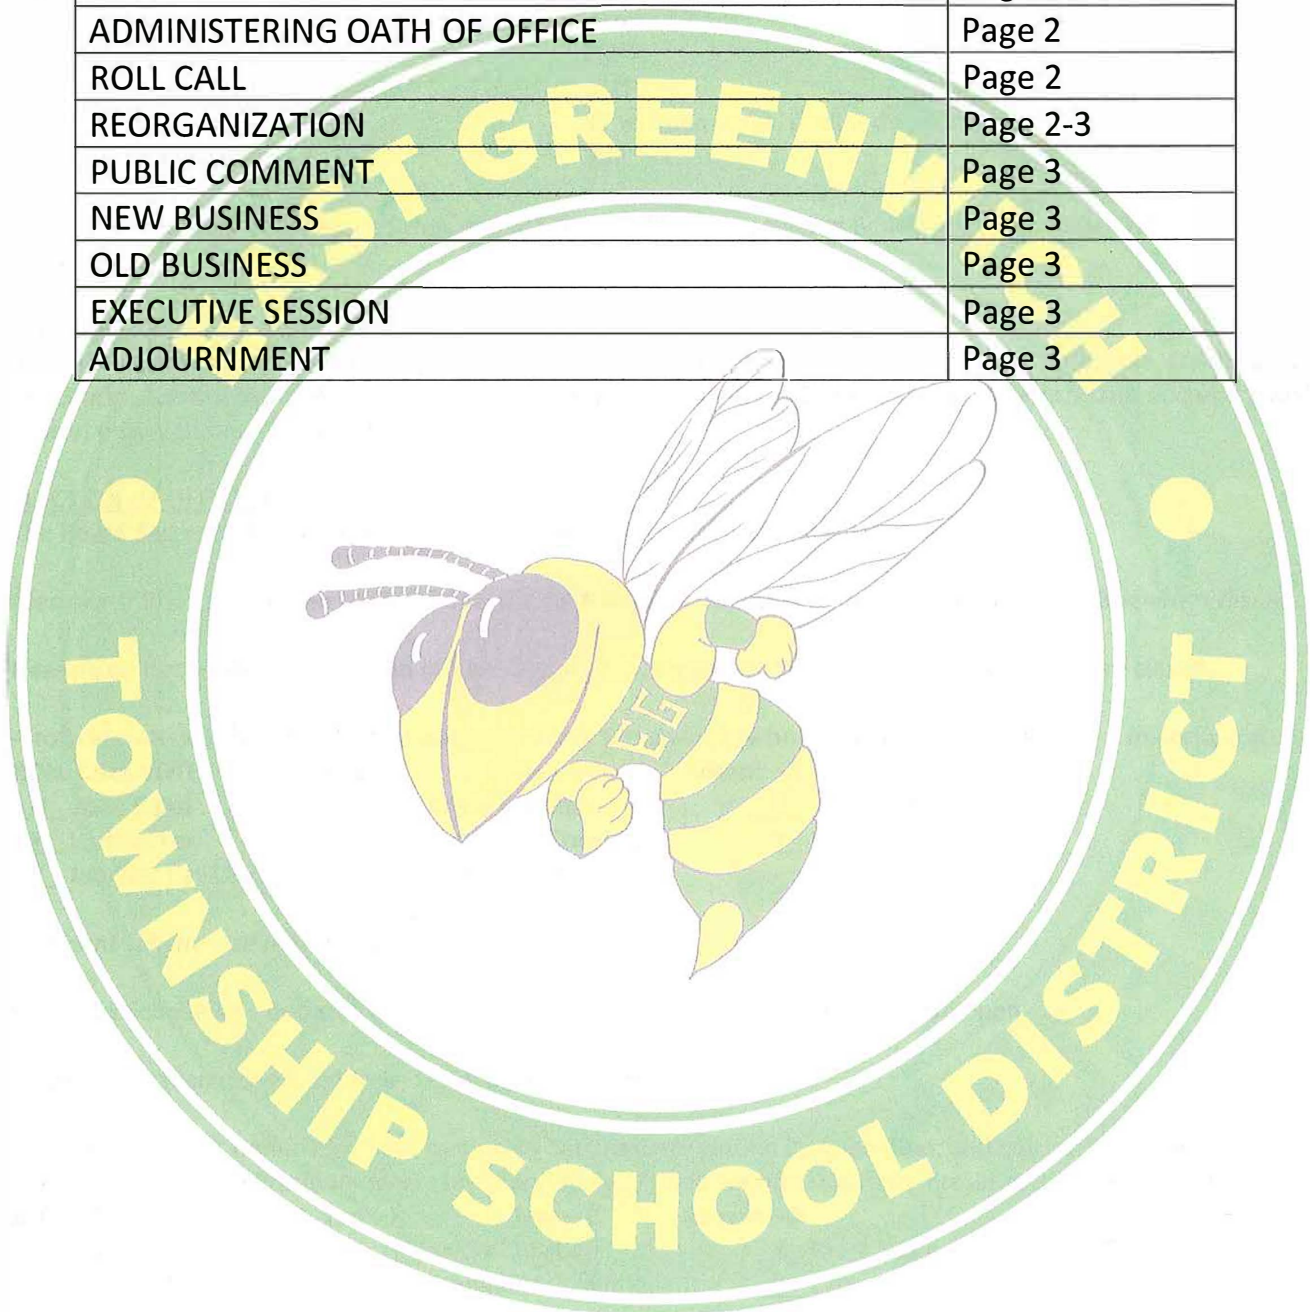 ADMINISTERING OATH OF OFFICE Page 2
ROLL CALL Page 2
REORGANIZATION Page 2-3
PUBLIC COMMENT Page 3
NEW BUSINESS Page 3
OLD BUSINESS Page 3
EXECUTIVE SESSION Page 3
ADJOURNMENT Page 3
EAST GREENWICH
TOWNSHIP SCHOOL DISTRICT
EG